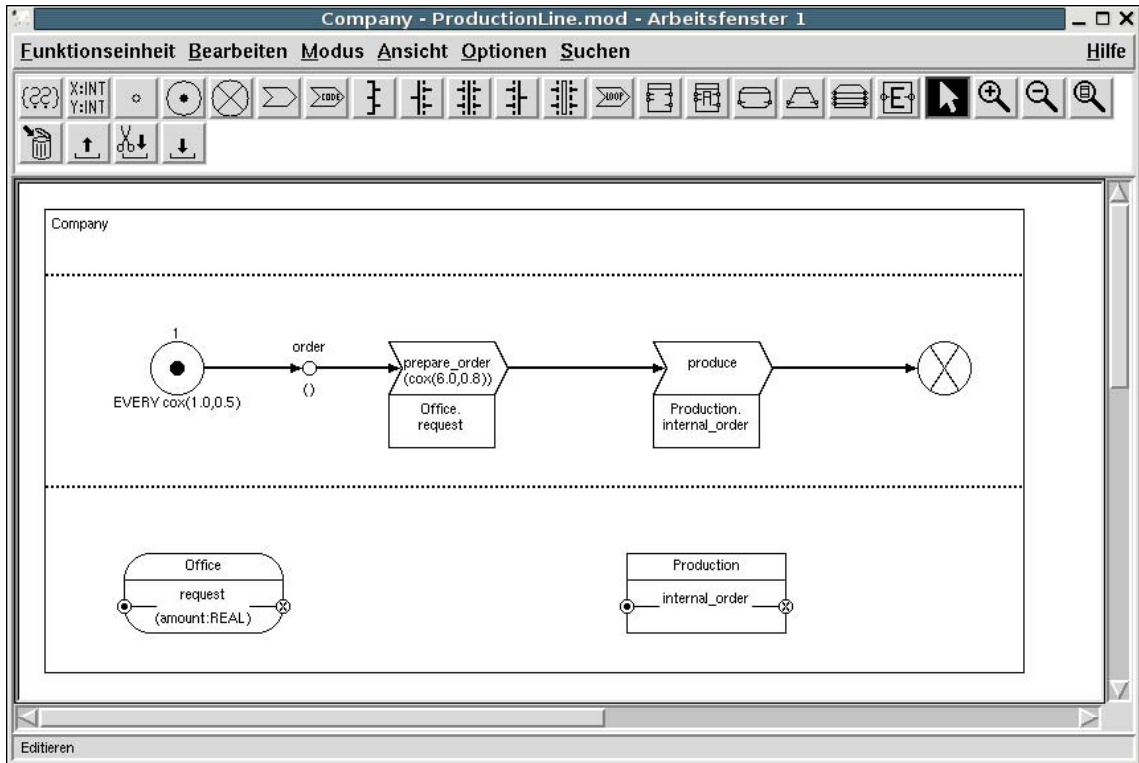 Company - ProductionLine.mod - Arbeitsfenster 1
Funktionseinheit Bearbeiten Modus Ansicht Optionen Suchen Hilfe
{??} X:INT CODE LOOP A E
Y:INT
Company
1
order
prepare_order
(cox(6.0,0.8))
produce
EVERY cox(1.0,0.5)
()
Office.
request
Production.
internal_order
Office
request
(amount:REAL)
Production
internal_order
Editieren